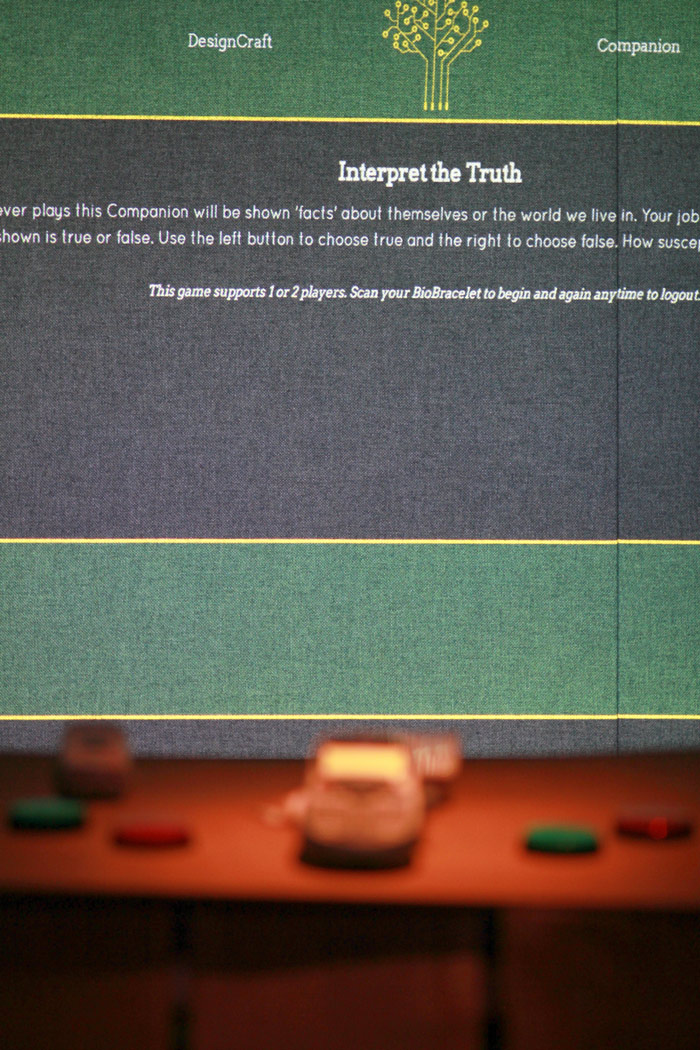 DesignCraft
Companion
Interpret the Truth
ever plays this Companion will be shown 'facts' about themselves or the world we live in. Your job
shown is true or false. Use the left button to choose true and the right to choose false. How suscep
This game supports 1 or 2 players. Scan your BioBracelet to begin and again anytime to logout.